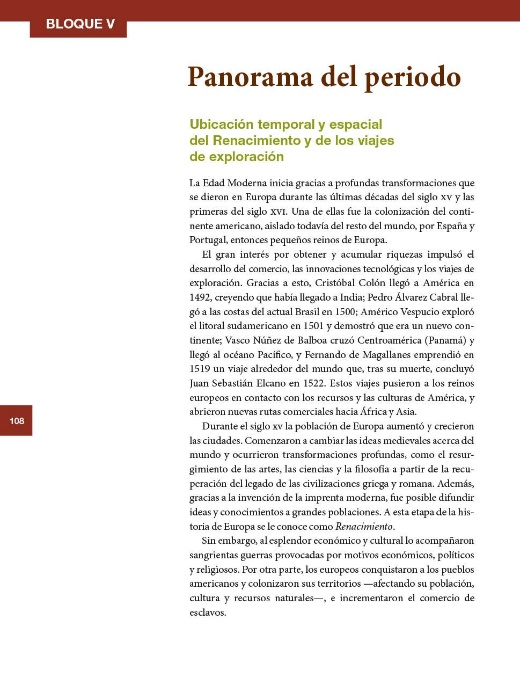 BLOQUE V
Panorama del periodo
Ubicación temporal y espacial
del Renacimiento y de los viajes
de exploración
La Edad Moderna inicia gracias a profundas transformaciones que
se dieron en Europa durante las últimas décadas del siglo XV y las
primeras del siglo XVI. Una de ellas fue la colonización del conti-
nente americano, aislado todavía del resto del mundo, por España y
Portugal, entonces pequeños reinos de Europa.
El gran interés por obtener y acumular riquezas impulsó el
desarrollo del comercio, las innovaciones tecnológicas y los viajes de
exploración. Gracias a esto, Cristóbal Colón llegó a América en
1492, creyendo que había llegado a India; Pedro Álvarez Cabral lle-
gó a las costas del actual Brasil en 1500; Américo Vespucio exploró
el litoral sudamericano en 1501 y demostró que era un nuevo con-
tinente; Vasco Núñez de Balboa cruzó Centroamérica (Panamá) y
llegó al océano Pacífico, y Fernando de Magallanes emprendió en
1519 un viaje alrededor del mundo que, tras su muerte, concluyó
Juan Sebastián Elcano en 1522. Estos viajes pusieron a los reinos
europeos en contacto con los recursos y las culturas de América, y
abrieron nuevas rutas comerciales hacia África y Asia.
108
Durante el siglo XV la población de Europa aumentó y crecieron
las ciudades. Comenzaron a cambiar las ideas medievales acerca del
mundo y ocurrieron transformaciones profundas, como el resur-
gimiento de las artes, las ciencias y la filosofía a partir de la recu-
peración del legado de las civilizaciones griega y romana. Además,
gracias a la invención de la imprenta moderna, fue posible difundir
ideas y conocimientos a grandes poblaciones. A esta etapa de la his-
toria de Europa se le conoce como Renacimiento.
Sin embargo, al esplendor económico y cultural lo acompañaron
sangrientas guerras provocadas por motivos económicos, políticos
y religiosos. Por otra parte, los europeos conquistaron a los pueblos
americanos y colonizaron sus territorios —afectando su población,
cultura y recursos naturales—, e incrementaron el comercio de
esclavos.